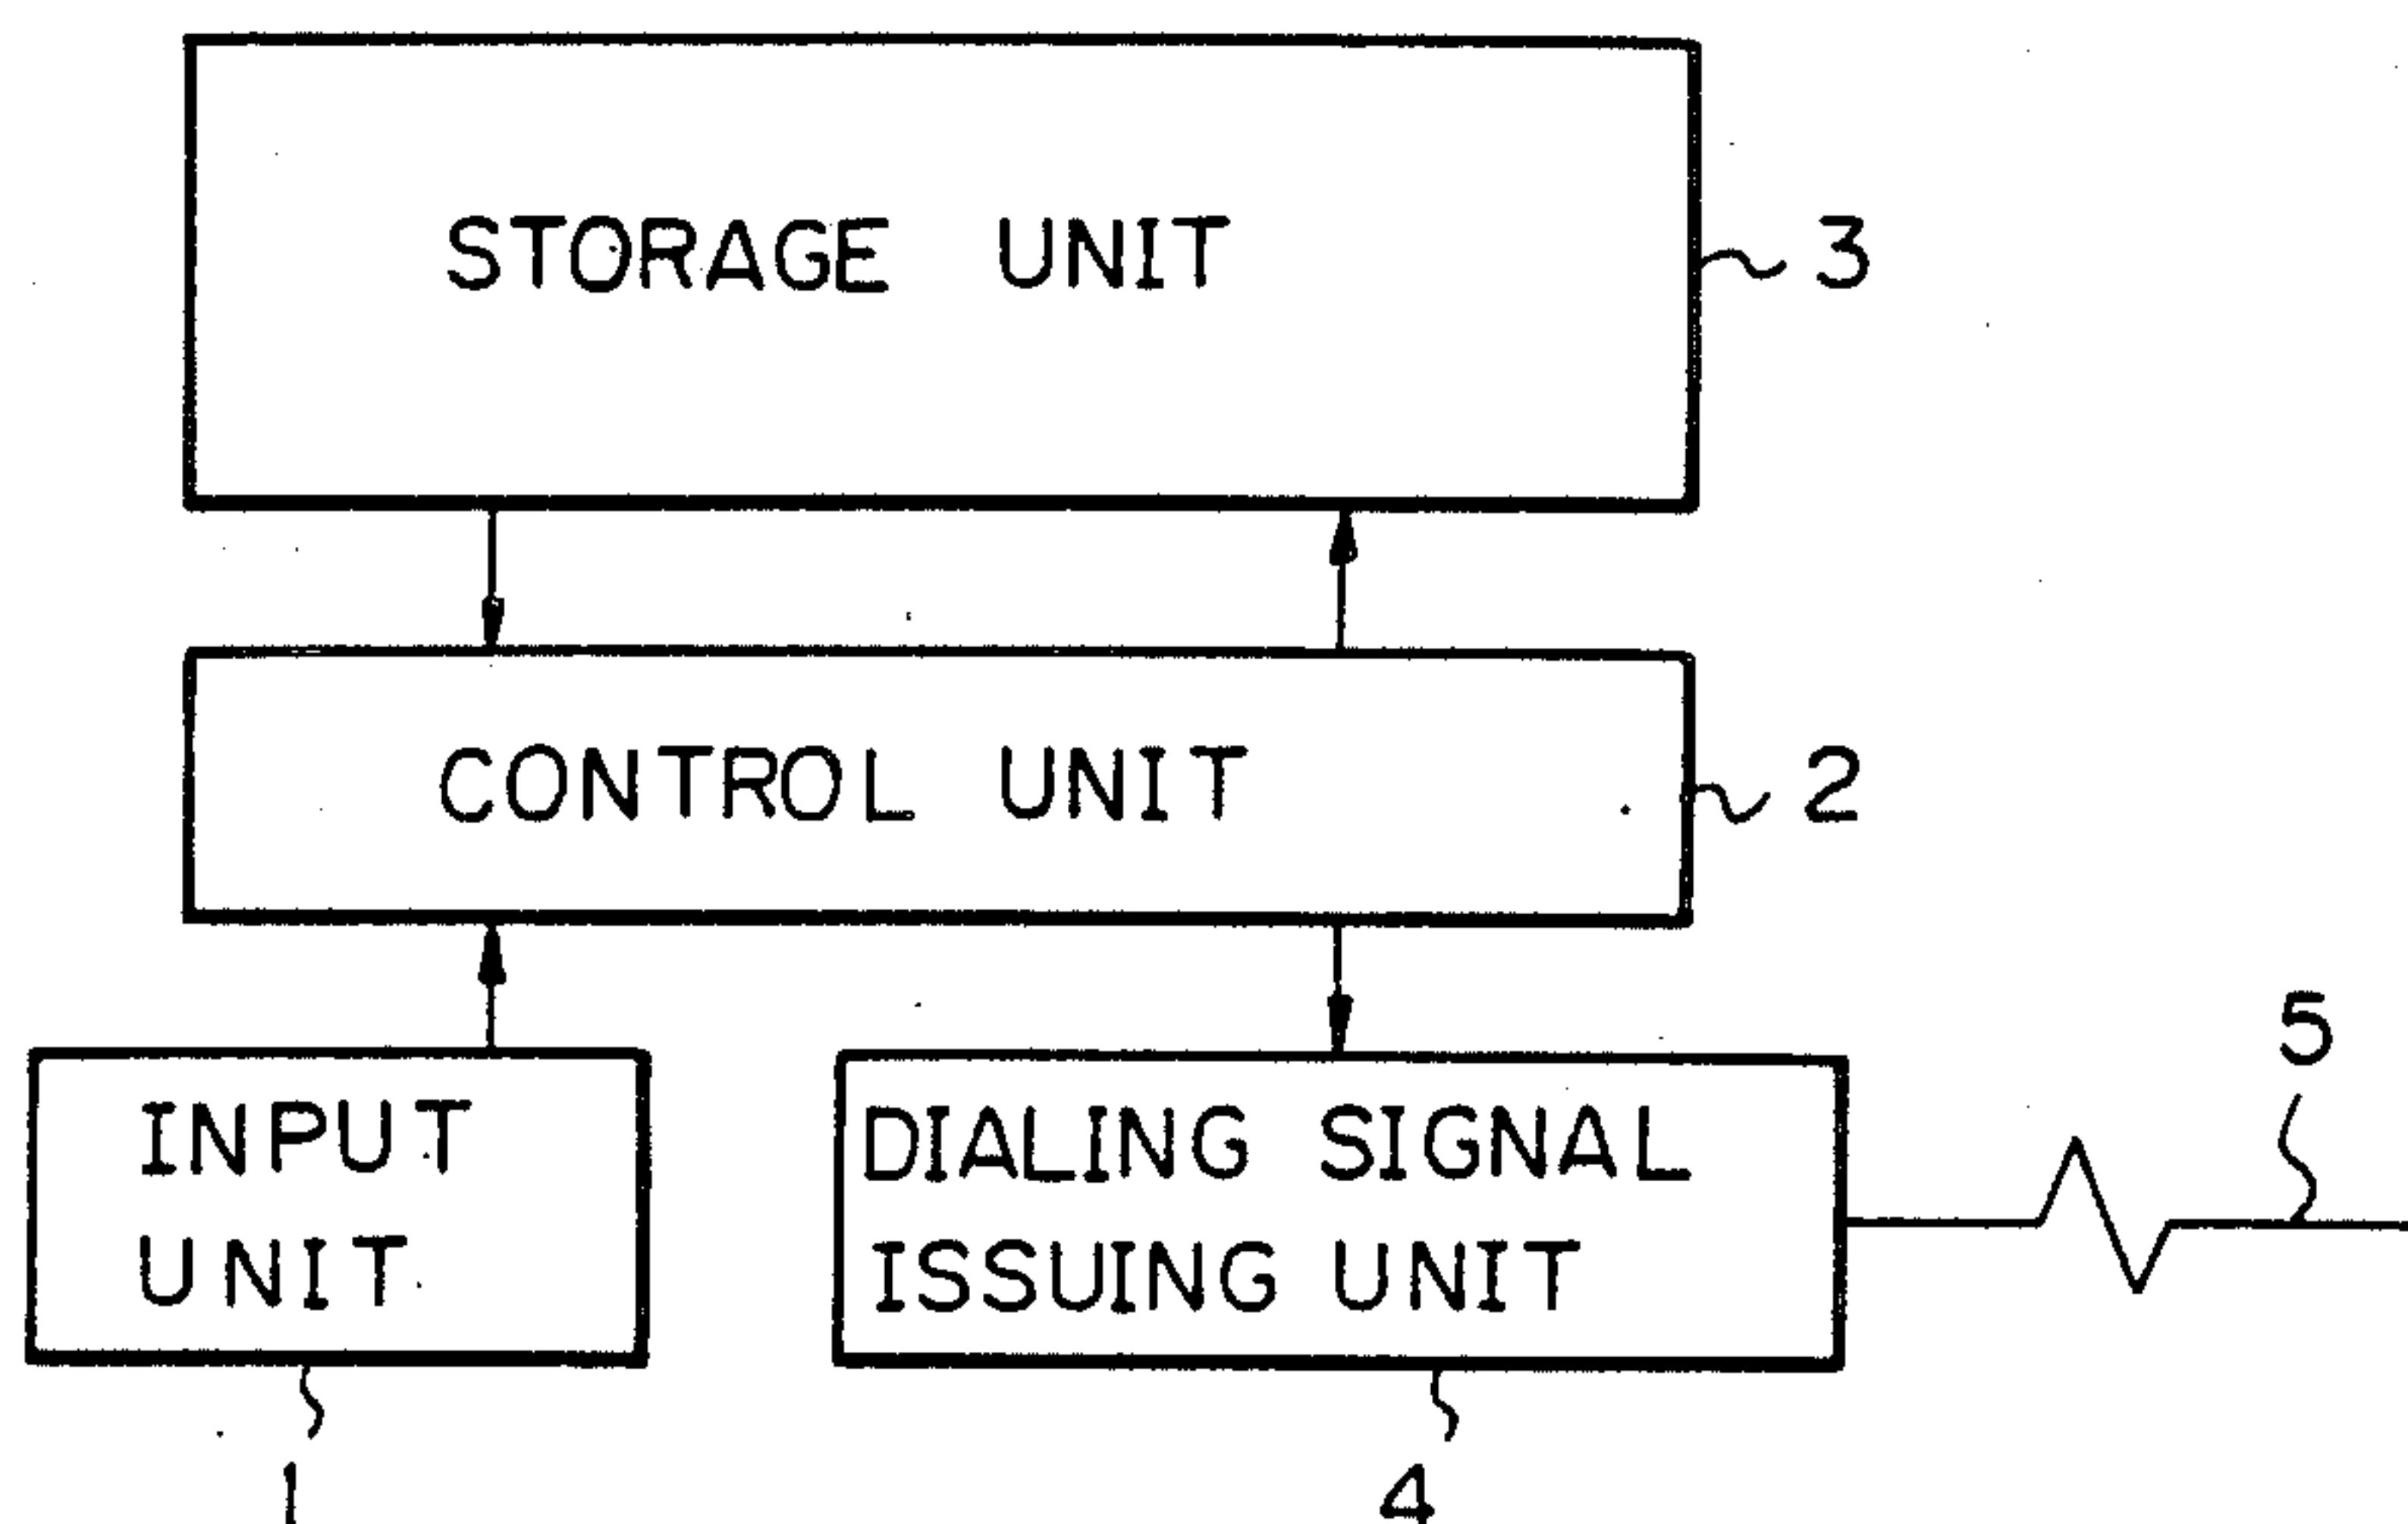 STORAGE UNIT
3
CONTROL UNIT
2
5
INPUT
UNIT
DIALING SIGNAL
ISSUING UNIT
1
4